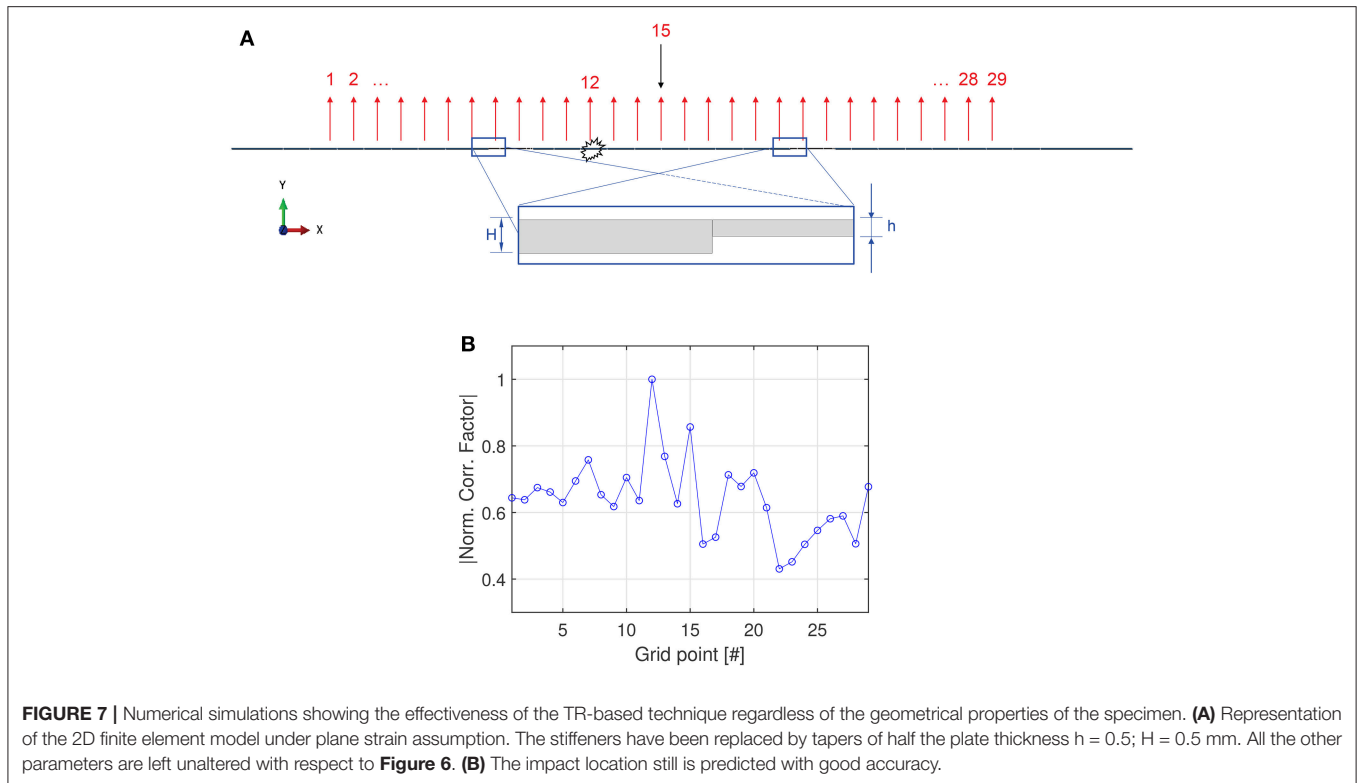 A
15
1 2 ... 12 ... 28 29
Y
X
H
h
B
|Norm. Corr. Factor|
1
0.8
0.6
0.4
5 10 15 20 25
Grid point [#]
FIGURE 7 | Numerical simulations showing the effectiveness of the TR-based technique regardless of the geometrical properties of the specimen. (A) Representation
of the 2D finite element model under plane strain assumption. The stiffeners have been replaced by tapers of half the plate thickness h = 0.5; H = 0.5 mm. All the other
parameters are left unaltered with respect to Figure 6. (B) The impact location still is predicted with good accuracy.